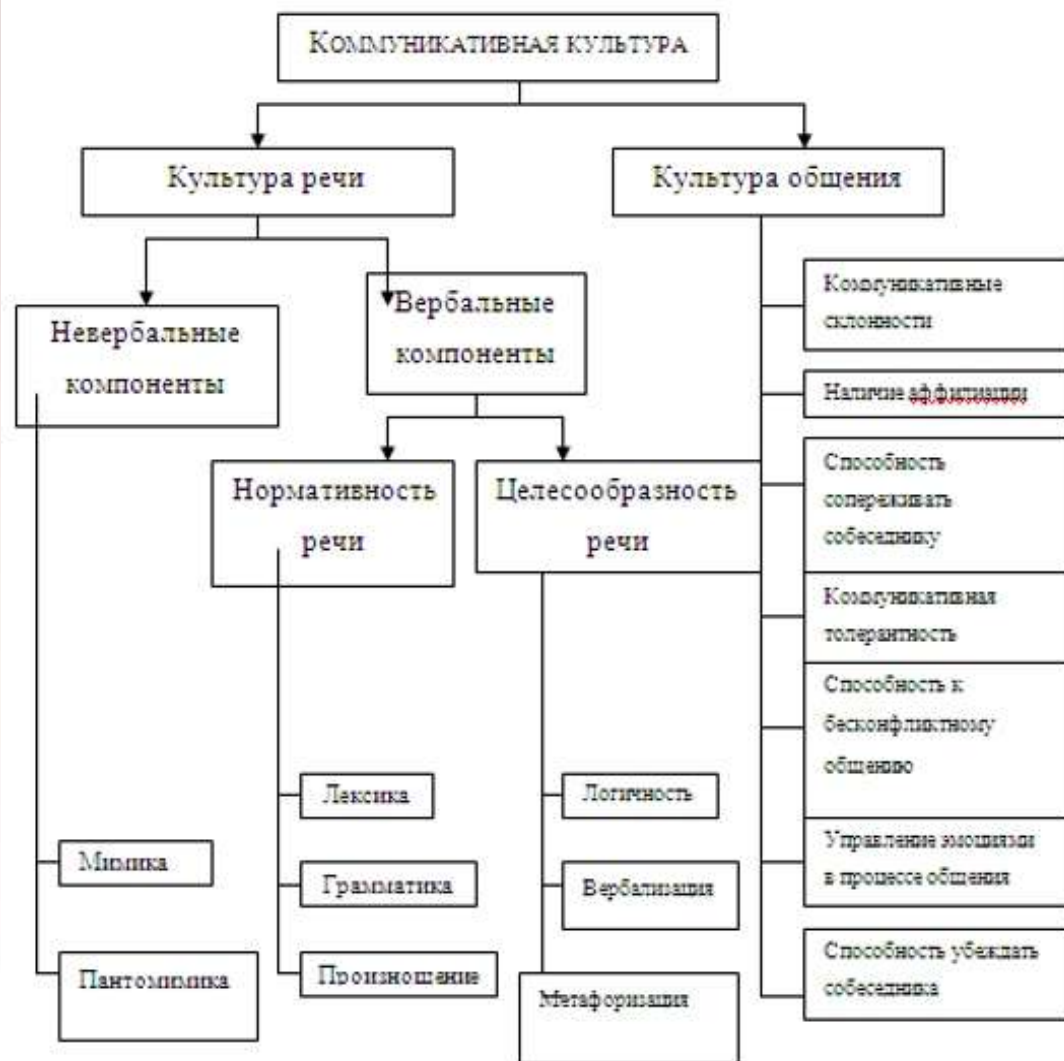 КОММУНИКАТИВНАЯ КУЛЬТУРА
Культура речи
Культура общения
Невербальные
компоненты
Вербальные
компоненты
Нормативность
речи
Целесообразность
речи
Мимика
Пантомимика
Лексика
Грамматика
Произношение
Логичность
Вербализация
Метафоризация
Коммуникативные
склонности
Наличие аффилиации
Способность
сопереживать
собеседнику
Коммуникативная
толерантность
Способность к
бесконфликтному
общению
Управление эмоциями
в процессе общения
Способность убеждать
собеседника